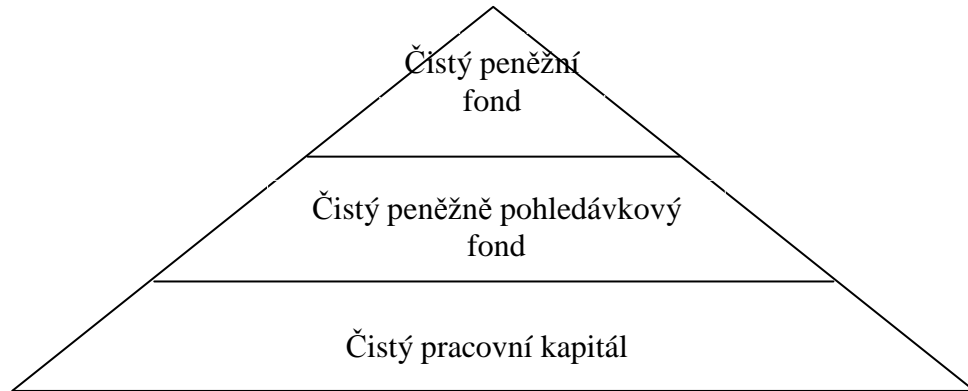 Čistý peněžní
fond
Čistý peněžně pohledávkový
fond
Čistý pracovní kapitál